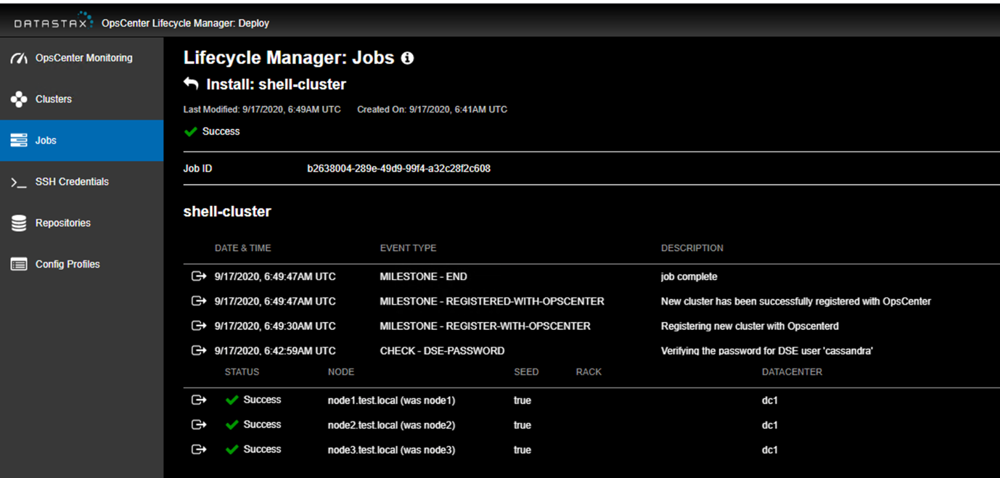 DATASTAX OpsCenter Lifecycle Manager: Deploy
OpsCenter Monitoring
Clusters
Jobs
SSH Credentials
Repositories
Config Profiles
Lifecycle Manager: Jobs
Install: shell-cluster
Last Modified: 9/17/2020, 6:49AM UTC Created On: 9/17/2020, 6:41AM UTC
Success
Job ID b2638004-289e-49d9-99f4-a32c28f2c608
shell-cluster
DATE & TIME EVENT TYPE DESCRIPTION
9/17/2020, 6:49:47AM UTC MILESTONE - END job complete
9/17/2020, 6:49:47AM UTC MILESTONE - REGISTERED-WITH-OPSCENTER New cluster has been successfully registered with OpsCenter
9/17/2020, 6:49:30AM UTC MILESTONE - REGISTER-WITH-OPSCENTER Registering new cluster with Opscenterd
9/17/2020, 6:42:59AM UTC CHECK - DSE-PASSWORD Verifying the password for DSE user 'cassandra'
STATUS NODE SEED RACK DATACENTER
Success node1.test.local (was node1) true dc1
Success node2.test.local (was node2) true dc1
Success node3.test.local (was node3) true dc1